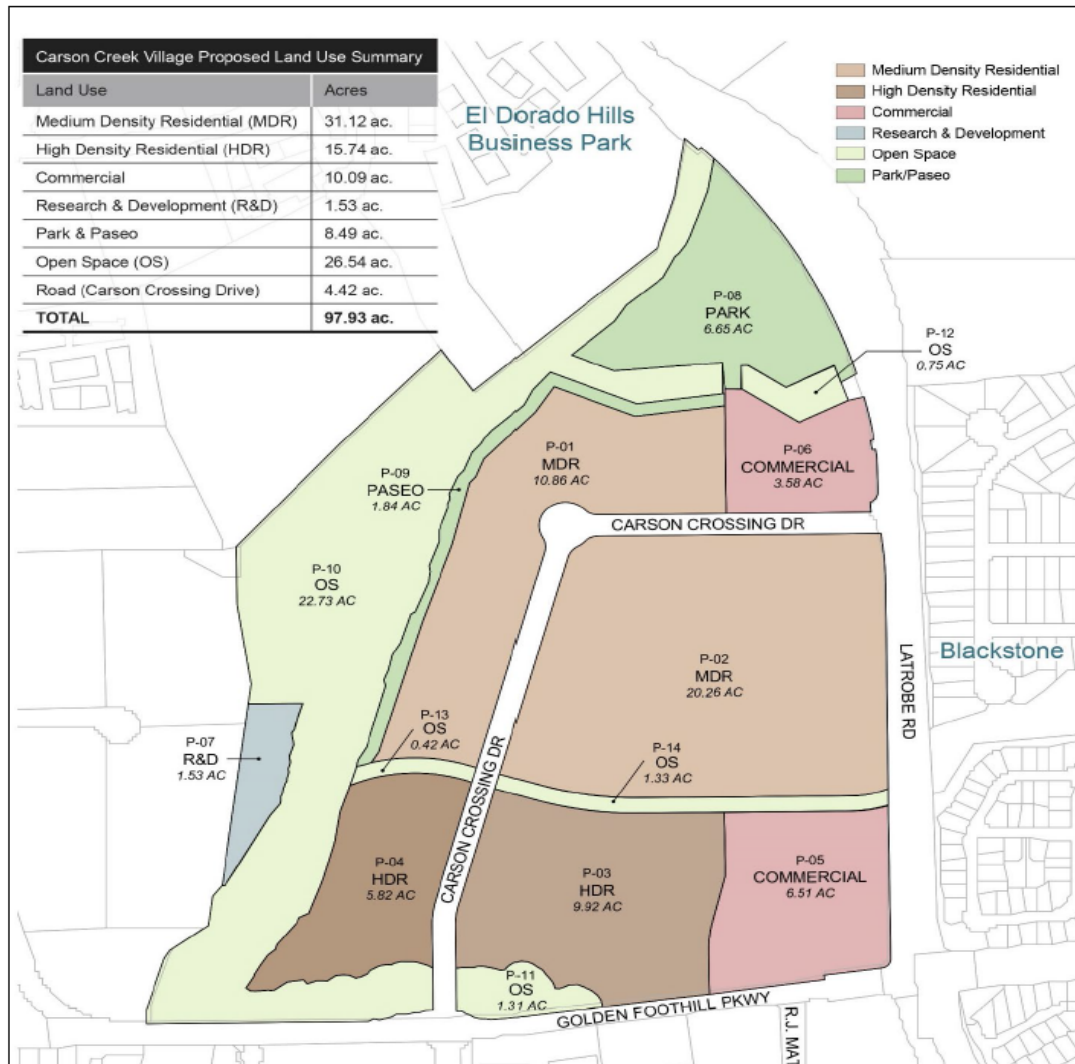 Carson Creek Village Proposed Land Use Summary
Land Use Acres
Medium Density Residential (MDR) 31.12 ac.
High Density Residential (HDR) 15.74 ac.
Commercial 10.09 ac.
Research & Development (R&D) 1.53 ac.
Park & Paseo 8.49 ac.
Open Space (OS) 26.54 ac.
Road (Carson Crossing Drive) 4.42 ac.
TOTAL 97.93 ac.
El Dorado Hills
Business Park
Medium Density Residential
High Density Residential
Commercial
Research & Development
Open Space
Park/Paseo
P-08
PARK
6.65 AC
P-12
OS
0.75 AC
P-01
MDR
10.86 AC
P-06
COMMERCIAL
3.58 AC
P-09
PASEO
1.84 AC
CARSON CROSSING DR
P-10
OS
22.73 AC
P-02
MDR
20.26 AC
LATROBE RD
Blackstone
P-13
OS
0.42 AC
P-07
R&D
1.53 AC
P-14
OS
1.33 AC
CARSON CROSSING DR
P-04
HDR
5.82 AC
P-03
HDR
9.92 AC
P-05
COMMERCIAL
6.51 AC
P-11
OS
1.31 AC
GOLDEN FOOTHILL PKWY
R.J. MAT